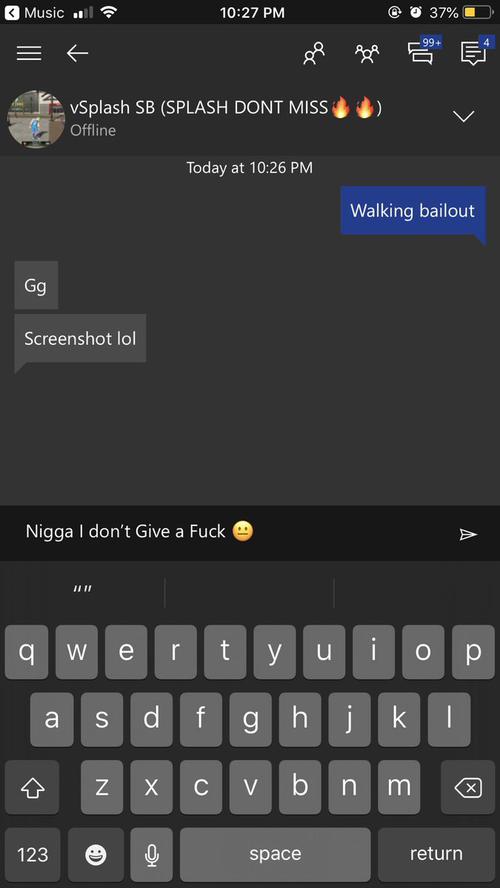 Music 10:27 PM 37%
99+ 4
vSplash SB (SPLASH DONT MISS🔥🔥)
Offline
Today at 10:26 PM
Walking bailout
Gg
Screenshot lol
Nigga I don't Give a Fuck 😐
“”
q w e r t y u i o p
a s d f g h j k l
z x c v b n m
123 space return